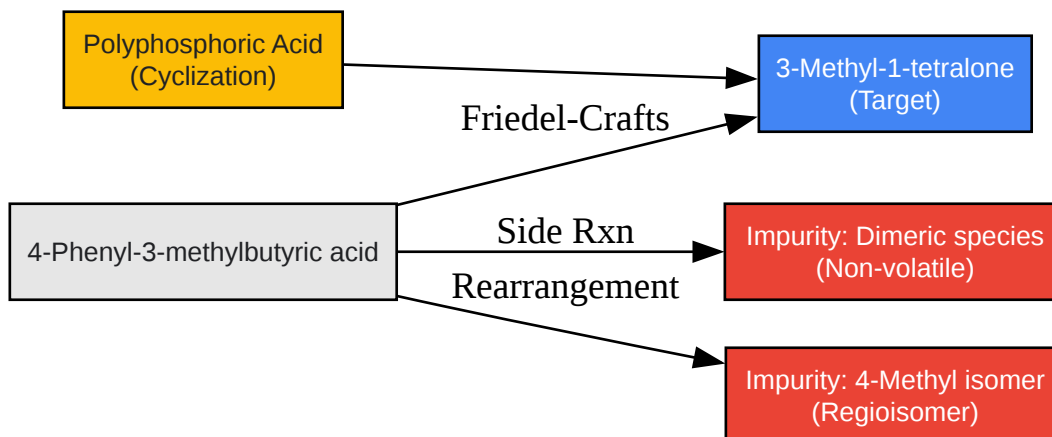 Polyphosphoric Acid
(Cyclization)
3-Methyl-1-tetralone
(Target)
Friedel-Crafts
4-Phenyl-3-methylbutyric acid
Side Rxn
Impurity: Dimeric species
(Non-volatile)
Rearrangement
Impurity: 4-Methyl isomer
(Regioisomer)